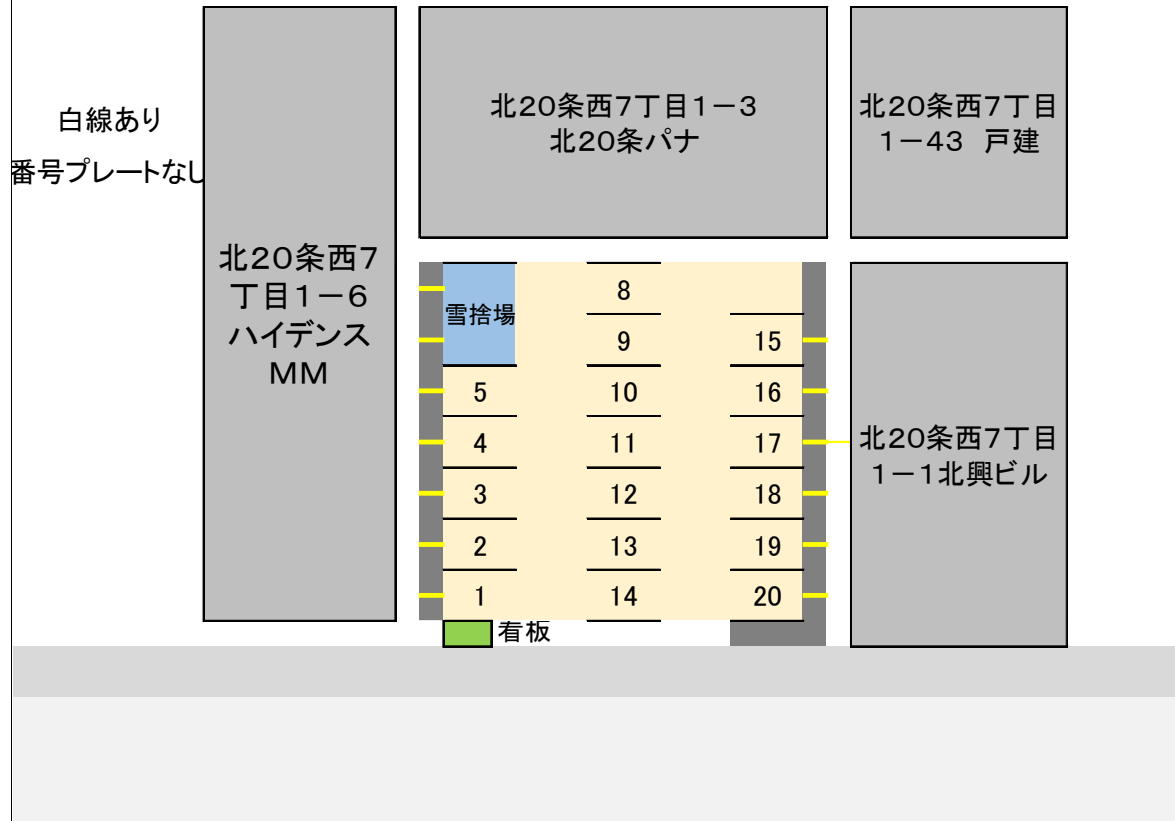 白線あり
番号プレートなし
北20条西7
丁目1－6
ハイデンス
MM
北20条西7丁目1－3
北20条パナ
北20条西7丁目
1－43　戸建
雪捨場
8
9 15
5 10 16
4 11 17
3 12 18
2 13 19
1 14 20
看板
北20条西7丁目
1－1北興ビル